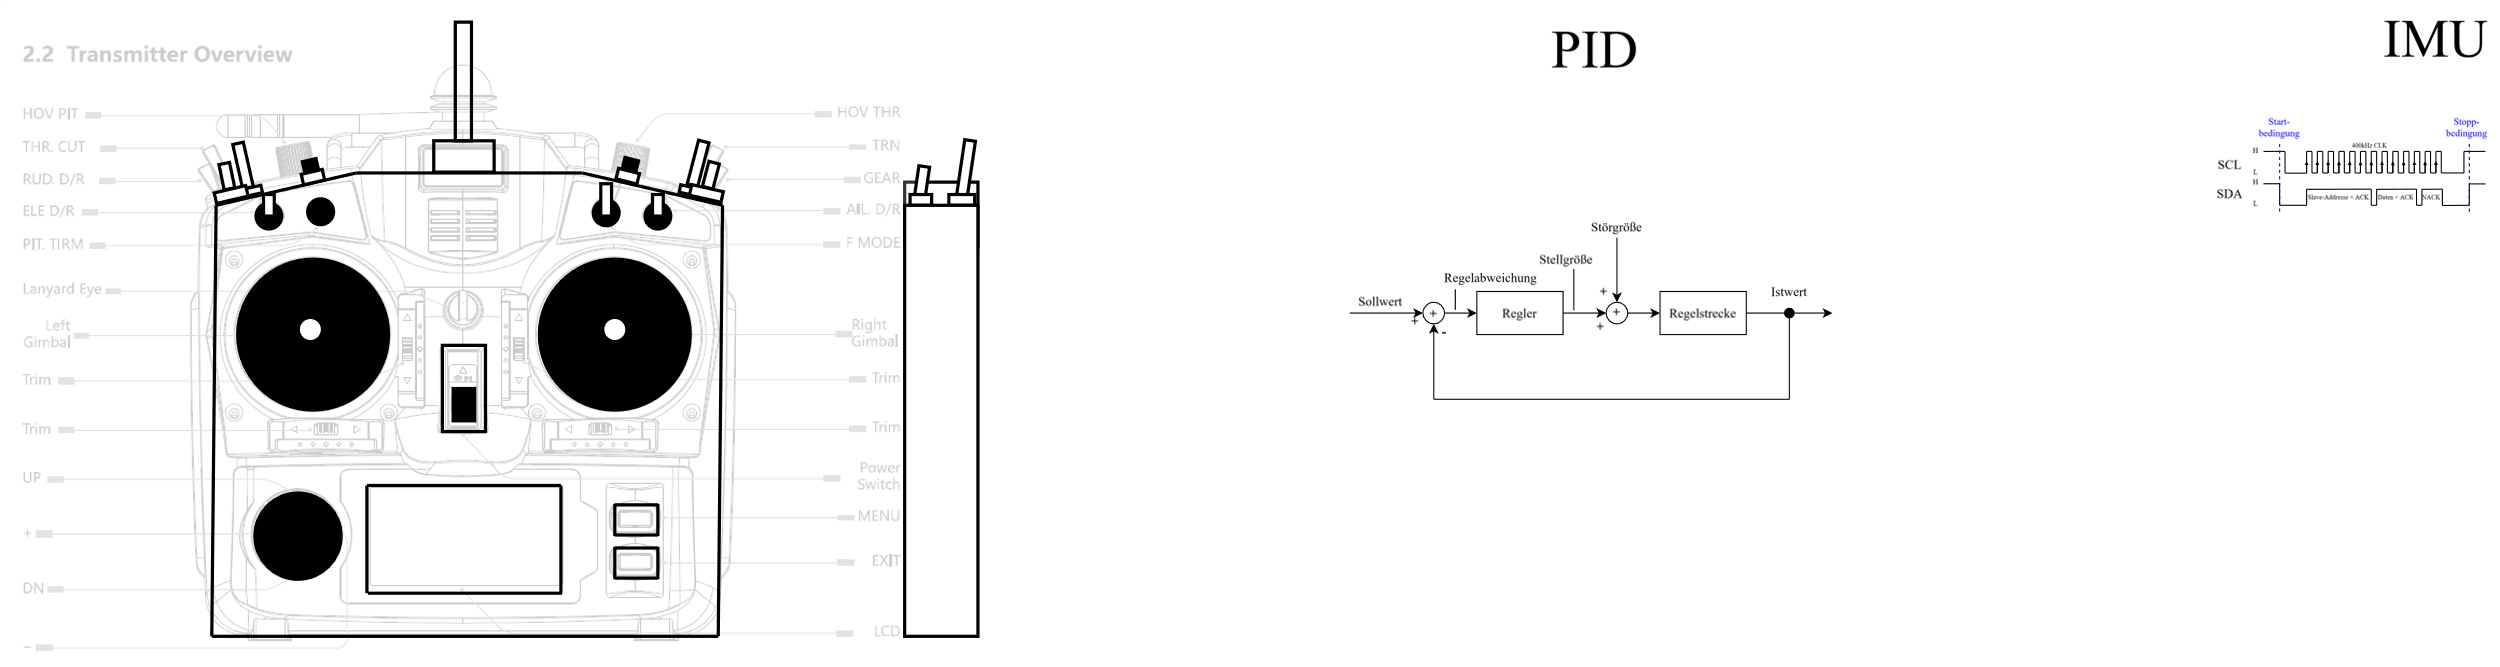 2.2 Transmitter Overview
HOV PIT
THR. CUT
RUD. D/R
ELE D/R
PIT. TIRM
Lanyard Eye
Left
Gimbal
Trim
Trim
UP
+
DN
−
HOV THR
TRN
GEAR
AIL. D/R
F MODE
Right
Gimbal
Trim
Trim
Power
Switch
MENU
EXIT
LCD
PID
Störgröße
Stellgröße
Regelabweichung
Sollwert
+
+
-
Regler
+
+
+
Regelstrecke
Istwert
IMU
Start-
bedingung
Stopp-
bedingung
400kHz CLK
SCL
H
L
SDA
H
L
Slave-Addresse + ACK
Daten + ACK
NACK